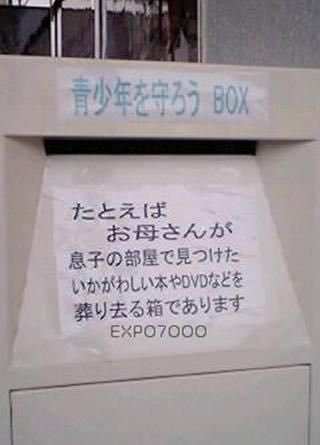 青少年を守ろう BOX
たとえば
お母さんが
息子の部屋で見つけた
いかがわしい本やDVDなどを
葬り去る箱であります
EXPO7000